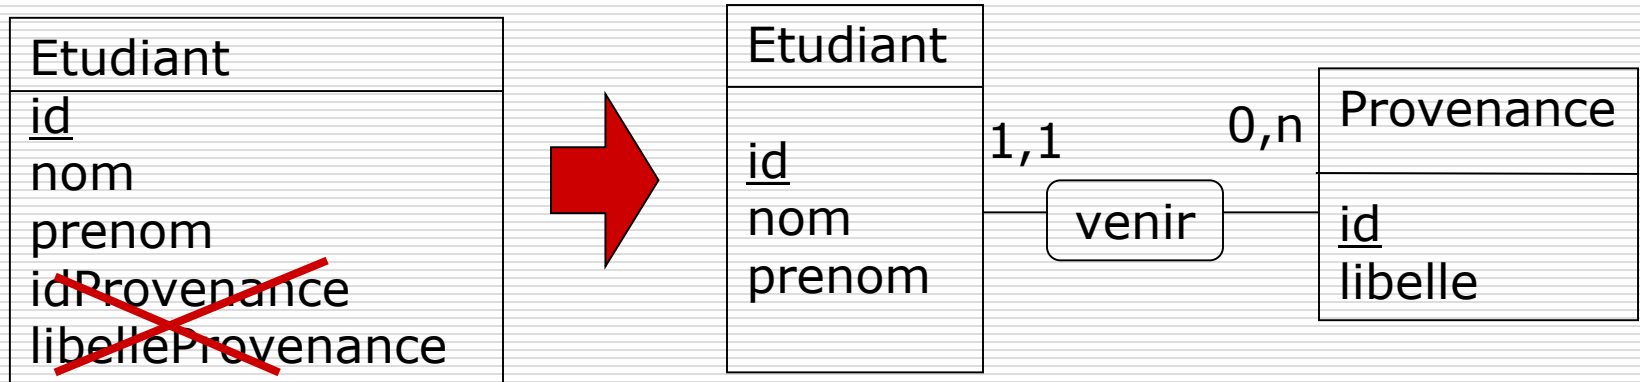 Etudiant
id
nom
prenom
idProvenance
libelleProvenance
Etudiant
id
nom
prenom
1,1
venir
0,n
Provenance
id
libelle